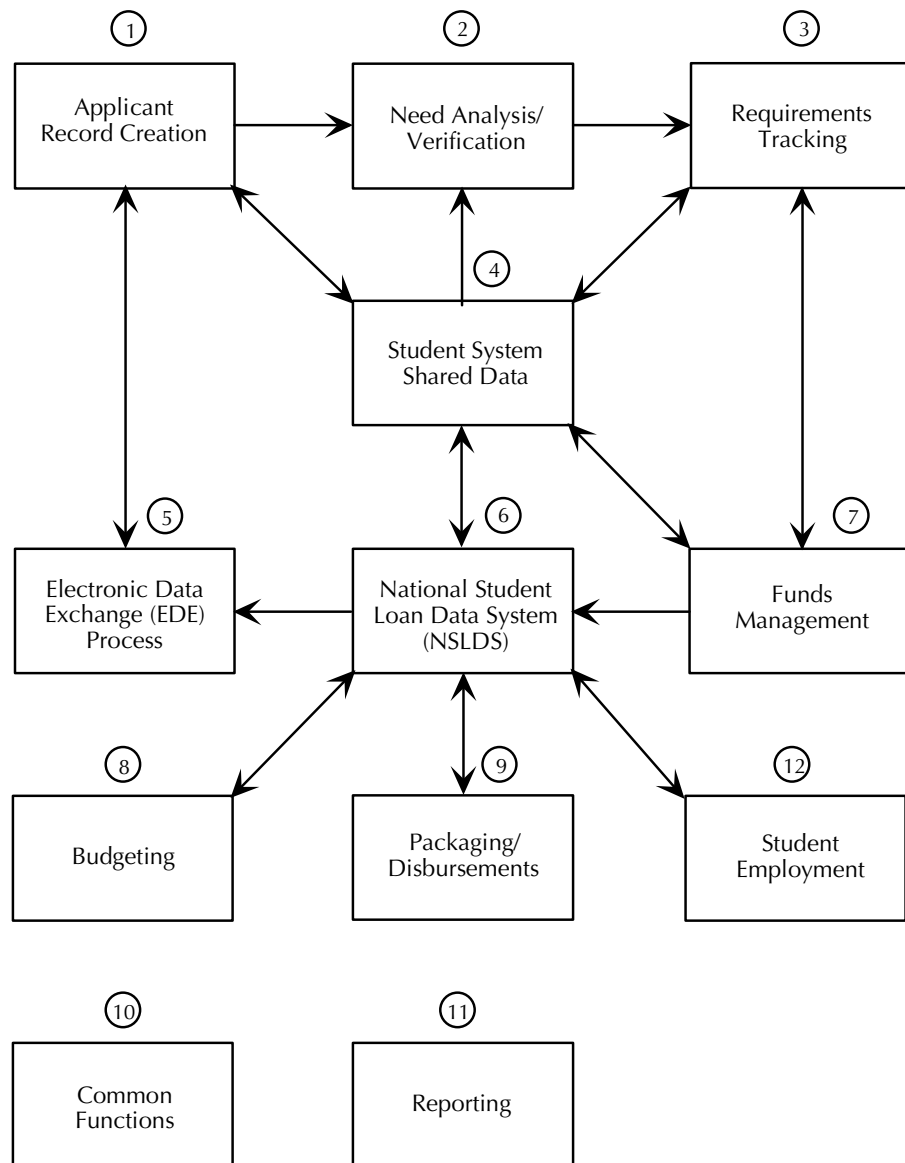 1
2
3
Applicant
Record Creation
Need Analysis/
Verification
Requirements
Tracking
4
Student System
Shared Data
5
6
7
Electronic Data
Exchange (EDE)
Process
National Student
Loan Data System
(NSLDS)
Funds
Management
8
9
12
Budgeting
Packaging/
Disbursements
Student
Employment
10
11
Common
Functions
Reporting